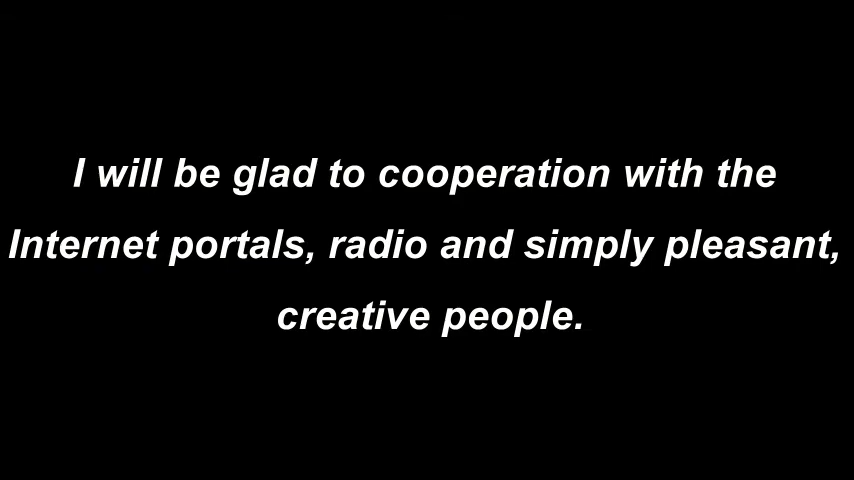 I will be glad to cooperation with the
Internet portals, radio and simply pleasant,
creative people.